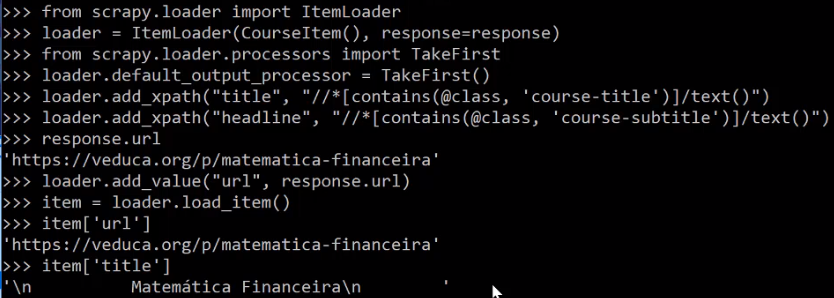 >>> from scrapy.loader import ItemLoader
>>> loader = ItemLoader(CourseItem(), response=response)
>>> from scrapy.loader.processors import TakeFirst
>>> loader.default_output_processor = TakeFirst()
>>> loader.add_xpath("title", "//*[contains(@class, 'course-title')]/text()")
>>> loader.add_xpath("headline", "//*[contains(@class, 'course-subtitle')]/text()")
>>> response.url
'https://veduca.org/p/matematica-financeira'
>>> loader.add_value("url", response.url)
>>> item = loader.load_item()
>>> item['url']
'https://veduca.org/p/matematica-financeira'
>>> item['title']
'\n          Matemática Financeira\n        '